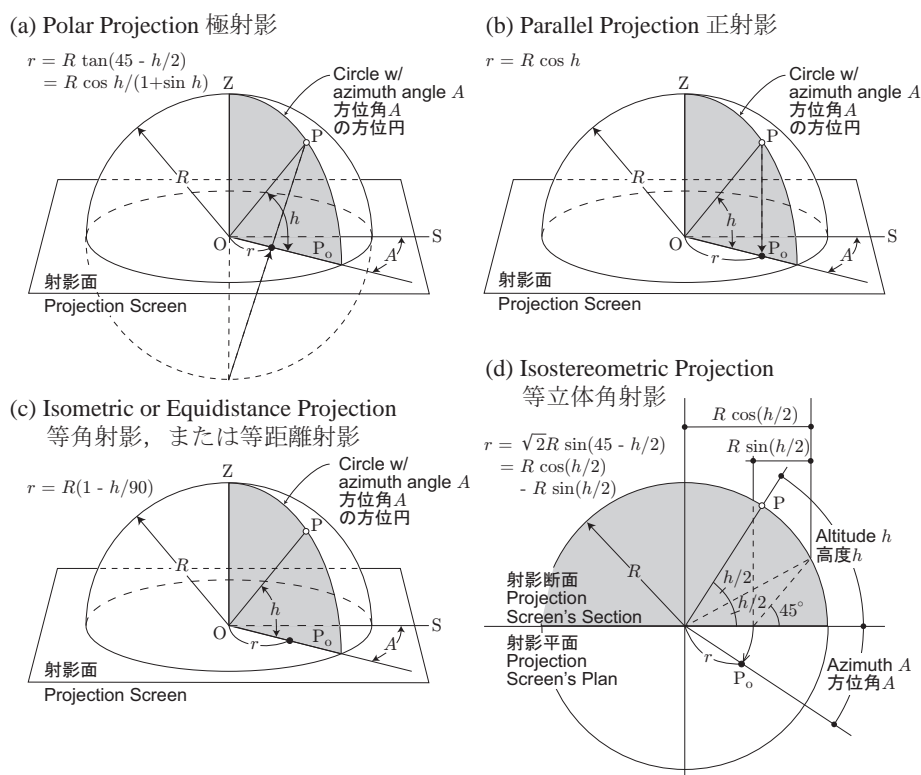 (a) Polar Projection 極射影
r = R tan(45 - h/2)
= R cos h/(1+sin h)
Z
Circle w/
azimuth angle A
方位角A
の方位円
P
R
h
O
r
P₀
A
S
射影面
Projection Screen
(b) Parallel Projection 正射影
r = R cos h
Z
Circle w/
azimuth angle A
方位角A
の方位円
P
R
h
O
r
P₀
A
S
射影面
Projection Screen
(c) Isometric or Equidistance Projection
等角射影，または等距離射影
r = R(1 - h/90)
Z
Circle w/
azimuth angle A
方位角A
の方位円
P
R
h
O
r
P₀
A
S
射影面
Projection Screen
(d) Isostereometric Projection
等立体角射影
r = √2R sin(45 - h/2)
= R cos(h/2)
- R sin(h/2)
R cos(h/2)
R sin(h/2)
P
Altitude h
高度h
R
h/2
h/2
45°
射影断面
Projection
Screen's Section
射影平面
Projection
Screen's Plan
r
P₀
Azimuth A
方位角A